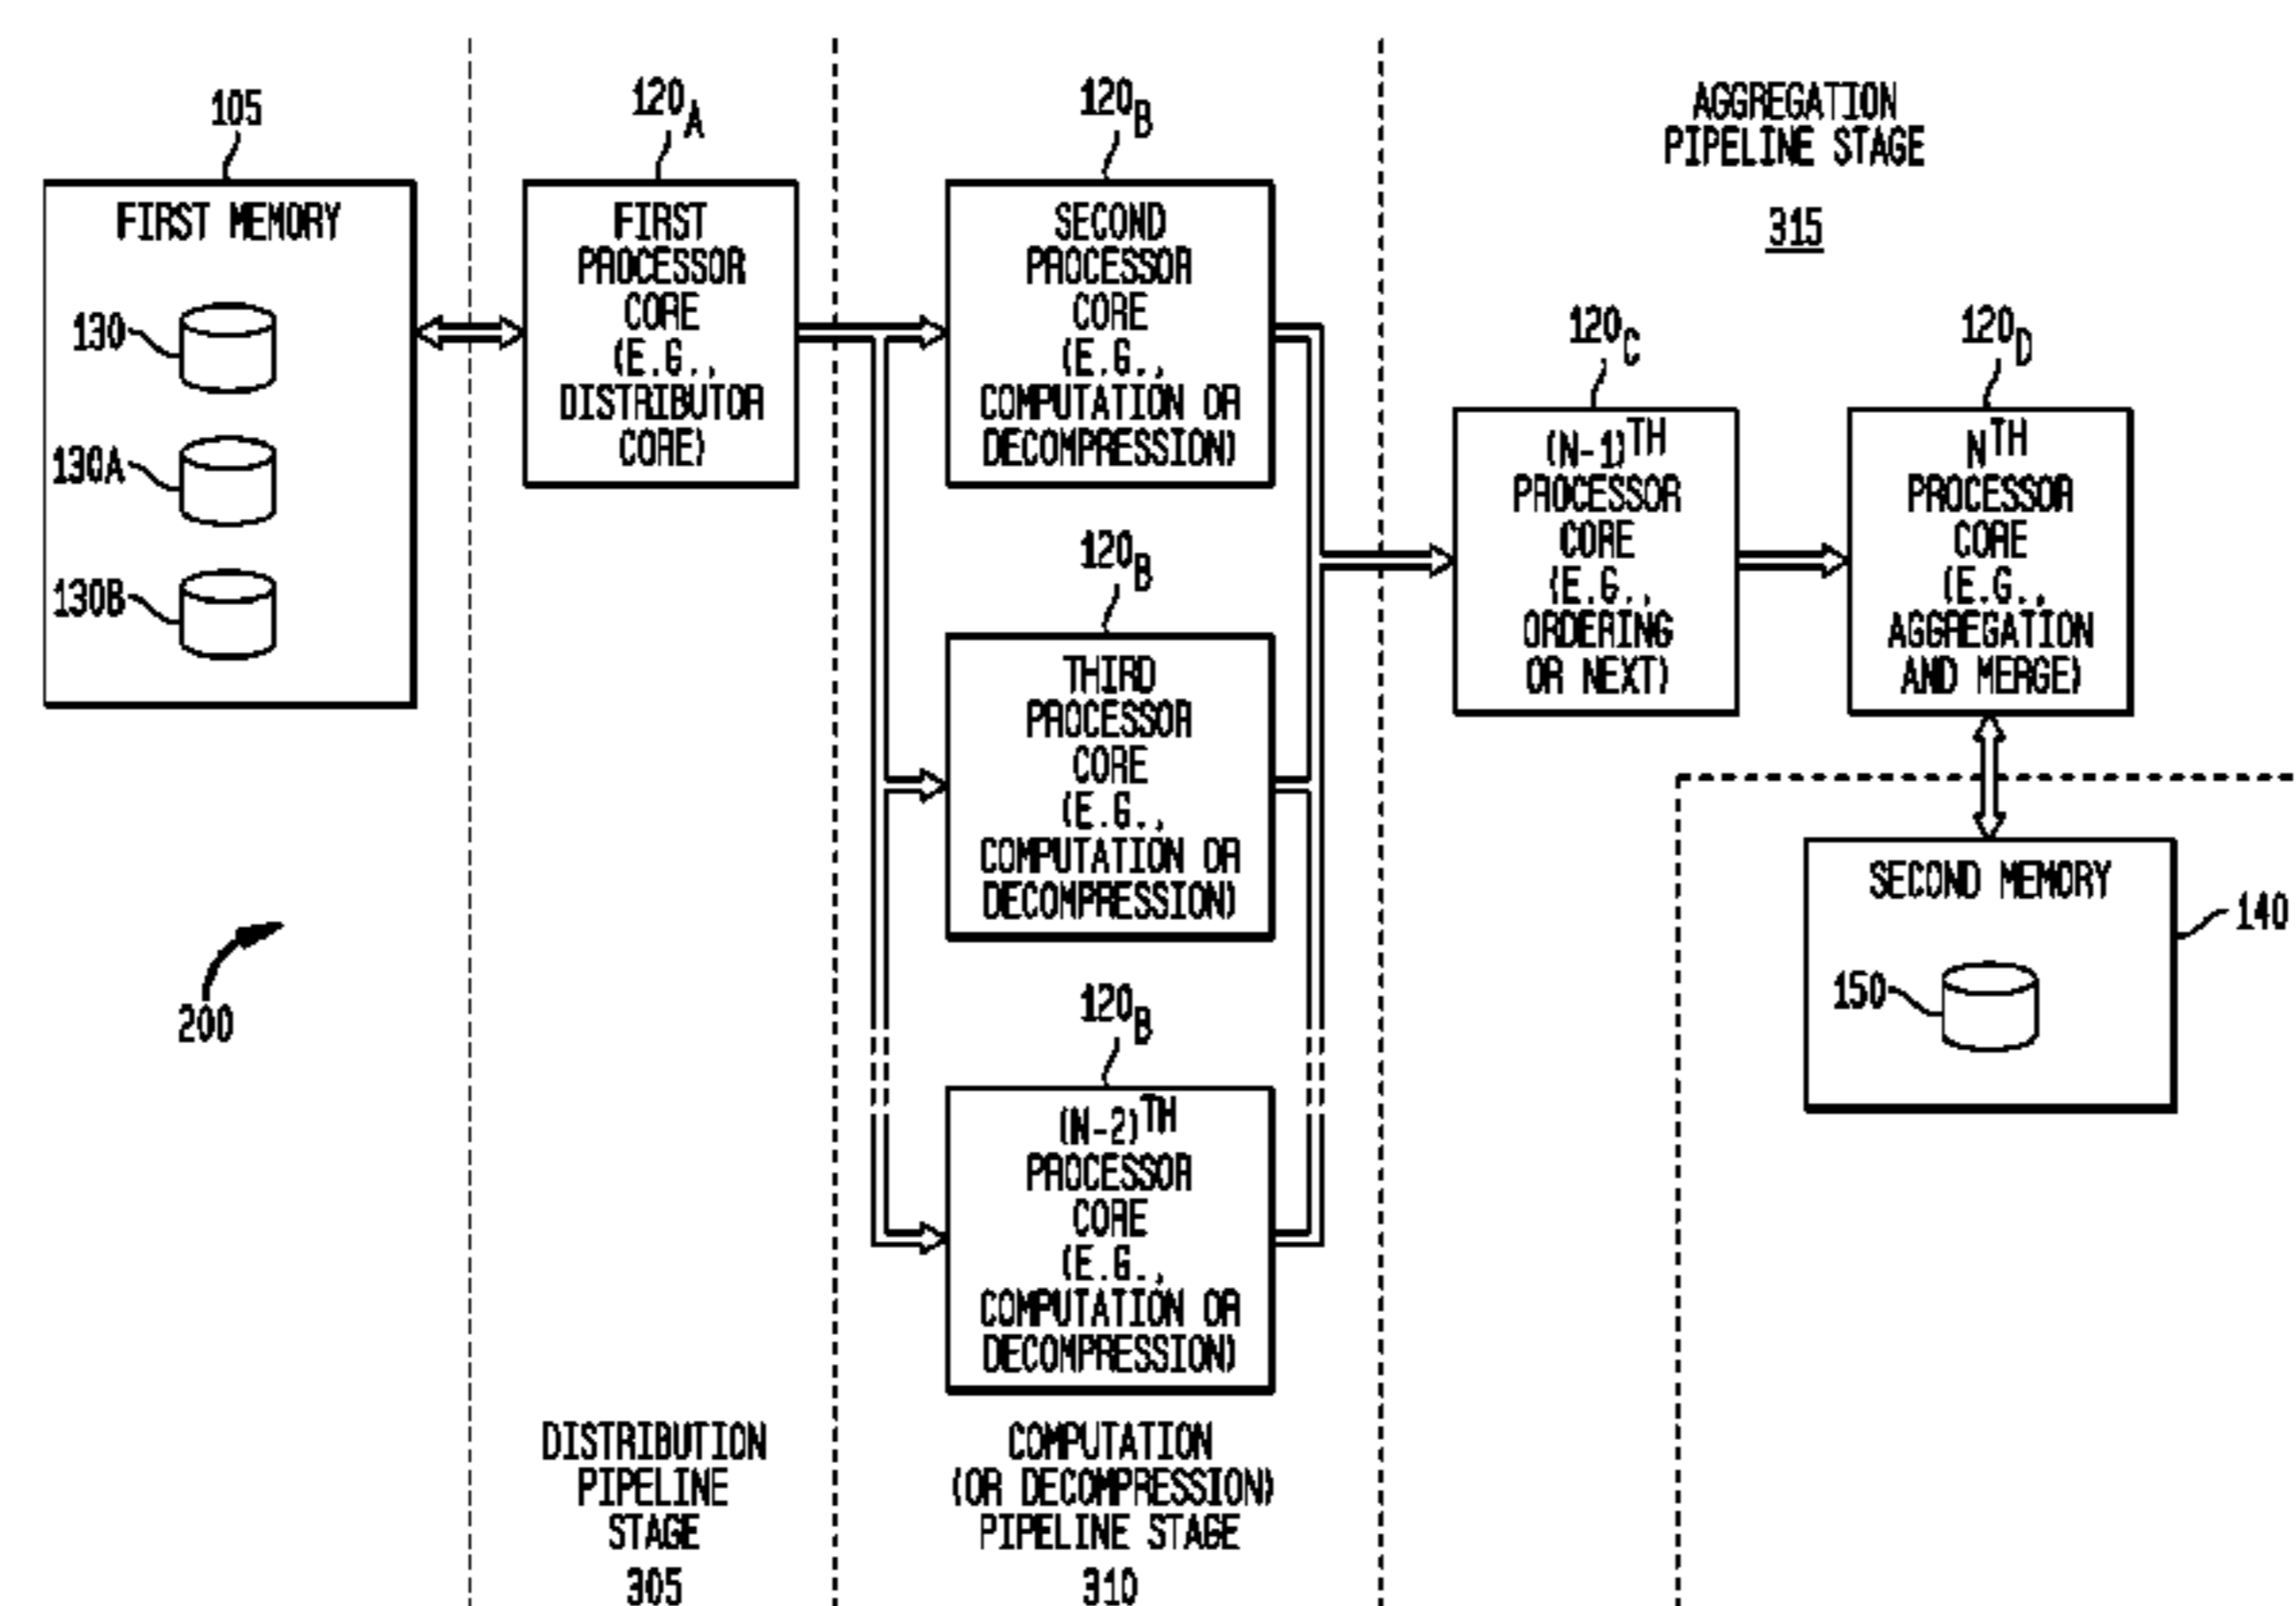 105
FIRST MEMORY
130
130A
130B
200
120A
FIRST
PROCESSOR
CORE
(E.G.,
DISTRIBUTOR
CORE)
DISTRIBUTION
PIPELINE
STAGE
305
120B
SECOND
PROCESSOR
CORE
(E.G.,
COMPUTATION OR
DECOMPRESSION)
120B
THIRD
PROCESSOR
CORE
(E.G.,
COMPUTATION OR
DECOMPRESSION)
120B
(N-2)TH
PROCESSOR
CORE
(E.G.,
COMPUTATION OR
DECOMPRESSION)
COMPUTATION
(OR DECOMPRESSION)
PIPELINE STAGE
310
AGGREGATION
PIPELINE STAGE
315
120C
(N-1)TH
PROCESSOR
CORE
(E.G.,
ORDERING
OR NEXT)
120D
NTH
PROCESSOR
CORE
(E.G.,
AGGREGATION
AND MERGE)
SECOND MEMORY
140
150